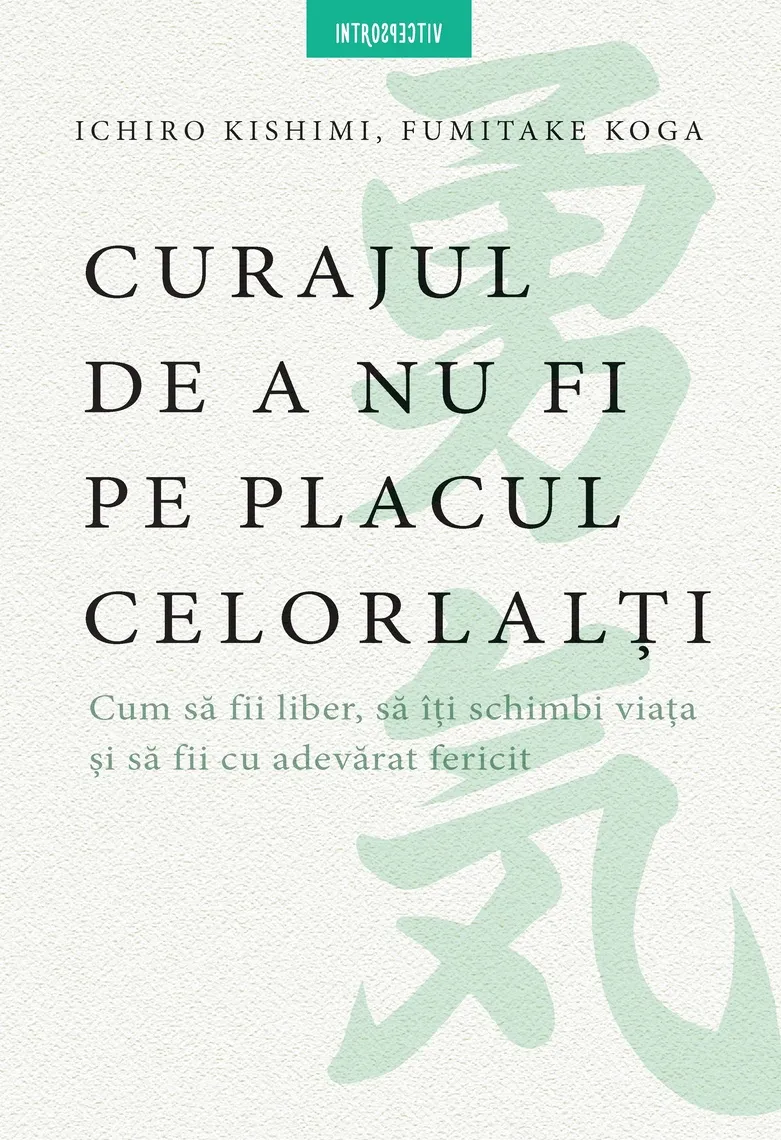 INTROSPECTIV
ICHIRO KISHIMI, FUMITAKE KOGA
CURAJUL
DE A NU FI
PE PLACUL
CELORLALȚI
Cum să fii liber, să îți schimbi viața
și să fii cu adevărat fericit
勇
気